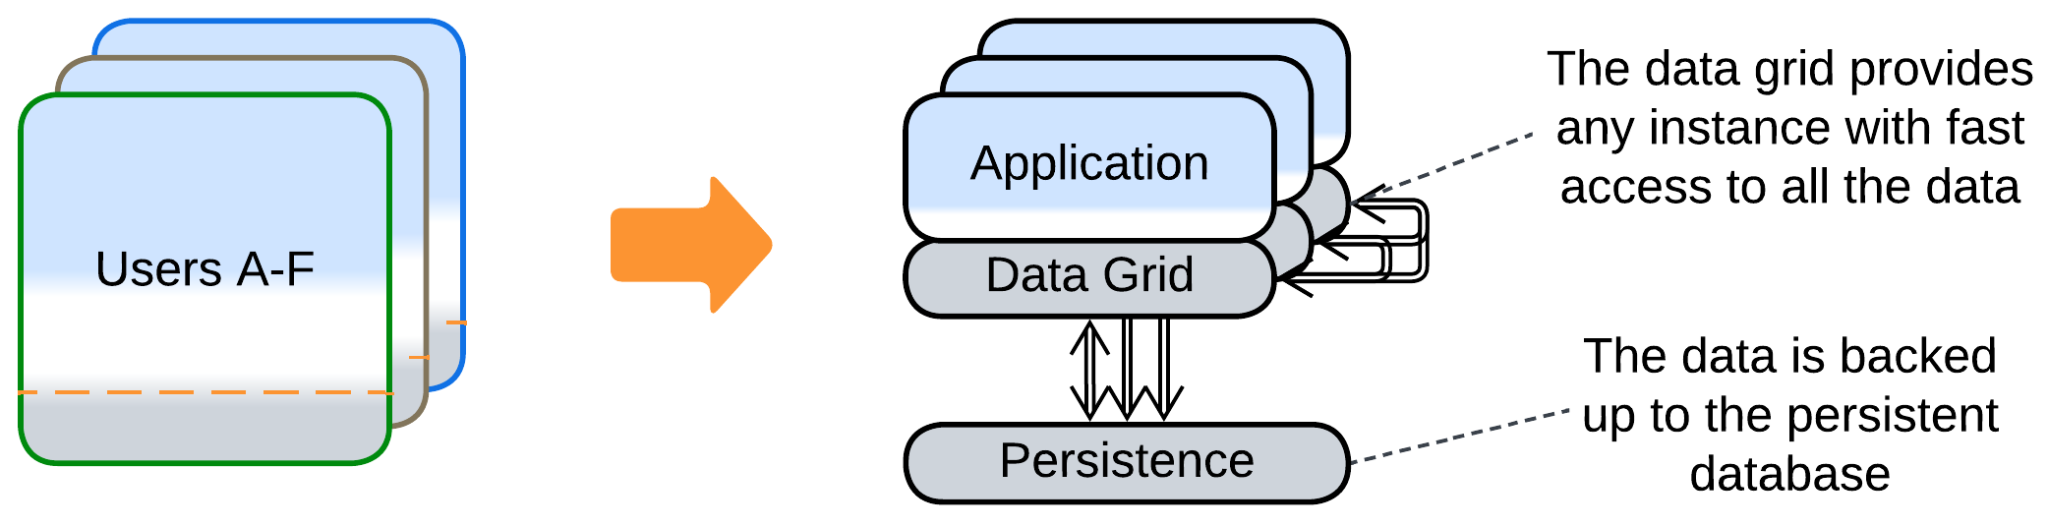 Users A-F
Application
Data Grid
Persistence
The data grid provides
any instance with fast
access to all the data
The data is backed
up to the persistent
database